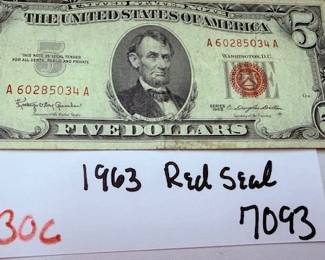 THE UNITED STATES OF AMERICA
5
THIS NOTE IS LEGAL TENDER
FOR ALL DEBTS, PUBLIC AND PRIVATE
A 60285034 A
WASHINGTON, D.C.
A 60285034 A
SERIES
1963
FIVE DOLLARS
5
1963 Red Seal
30c
7093